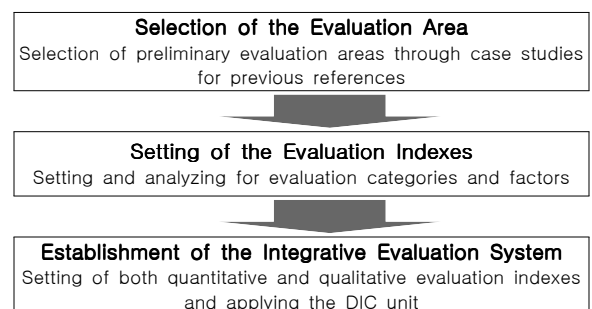 Selection of the Evaluation Area
Selection of preliminary evaluation areas through case studies
for previous references
Setting of the Evaluation Indexes
Setting and analyzing for evaluation categories and factors
Establishment of the Integrative Evaluation System
Setting of both quantitative and qualitative evaluation indexes
and applying the DIC unit